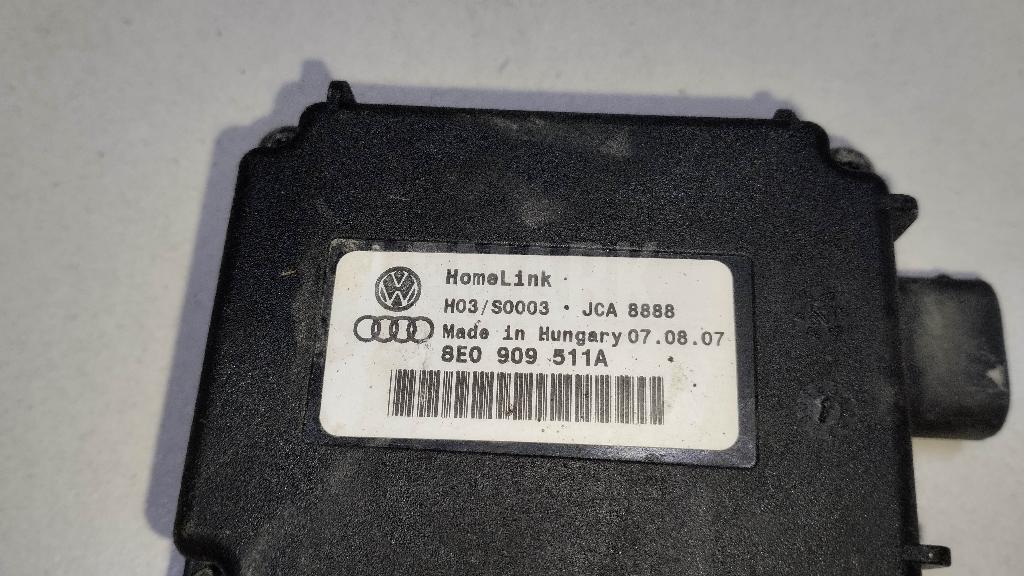 HomeLink
H03/S0003 · JCA 8888
Made in Hungary 07.08.07
8E0 909 511A